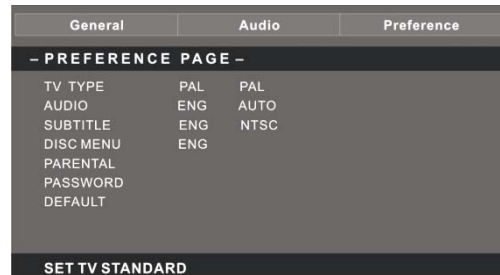 General Audio Preference
– PREFERENCE PAGE –
TV TYPE PAL PAL
AUDIO ENG AUTO
SUBTITLE ENG NTSC
DISC MENU ENG
PARENTAL
PASSWORD
DEFAULT
SET TV STANDARD